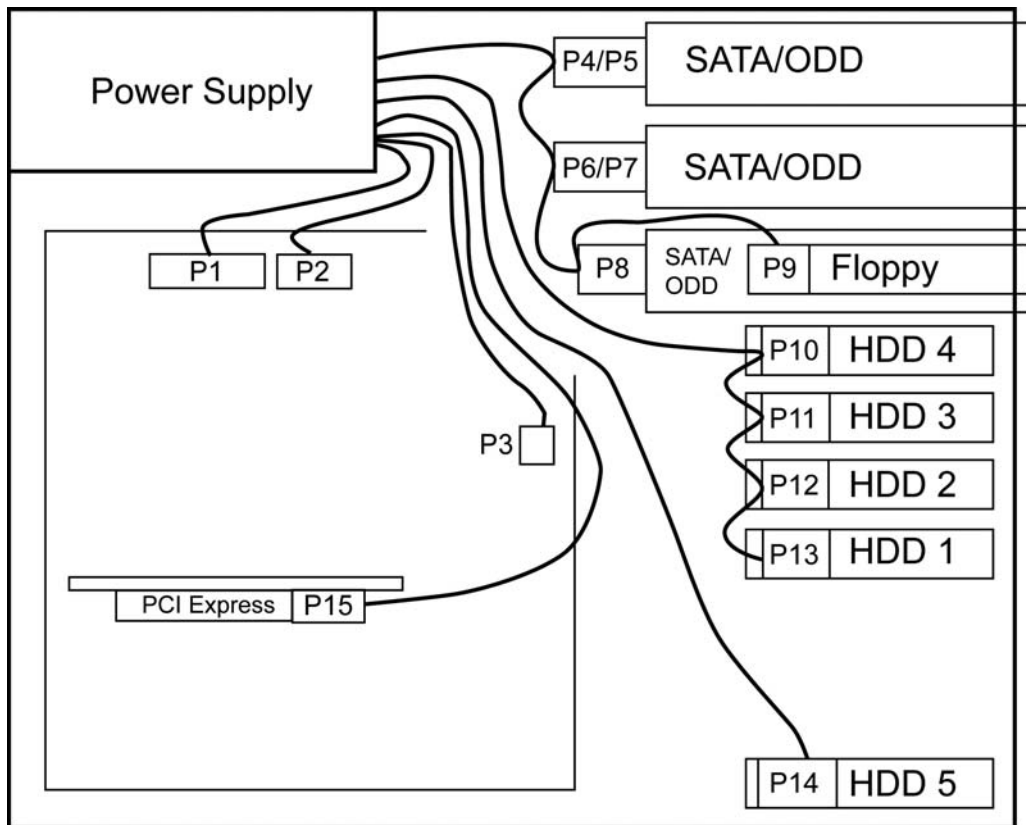 Power Supply
P4/P5
SATA/ODD
P6/P7
SATA/ODD
P8
SATA/
ODD
P9
Floppy
P1
P2
P10
HDD 4
P11
HDD 3
P3
P12
HDD 2
P13
HDD 1
PCI Express
P15
P14
HDD 5